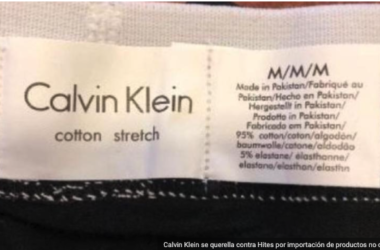 Calvin Klein
cotton stretch
M/M/M
Made in Pakistan/Fabriqué au
Pakistan/Hecho en Pakistan/
Hergestellt in Pakistan/
Prodotto in Pakistan/
Fabricado em Pakistan/
95% cotton/coton/algodón/
baumwolle/catone/algodão
5% elastane/ élasthanne/
elastano/elasthan/elasthn
Calvin Klein se querella contra Hites por importación de productos no